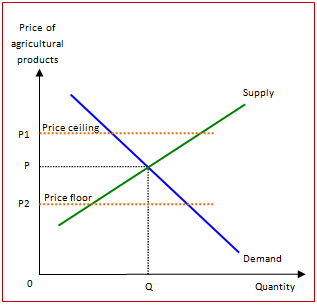 Price of
agricultural
products
Supply
P1
Price ceiling
P
P2
Price floor
Demand
0
Q
Quantity